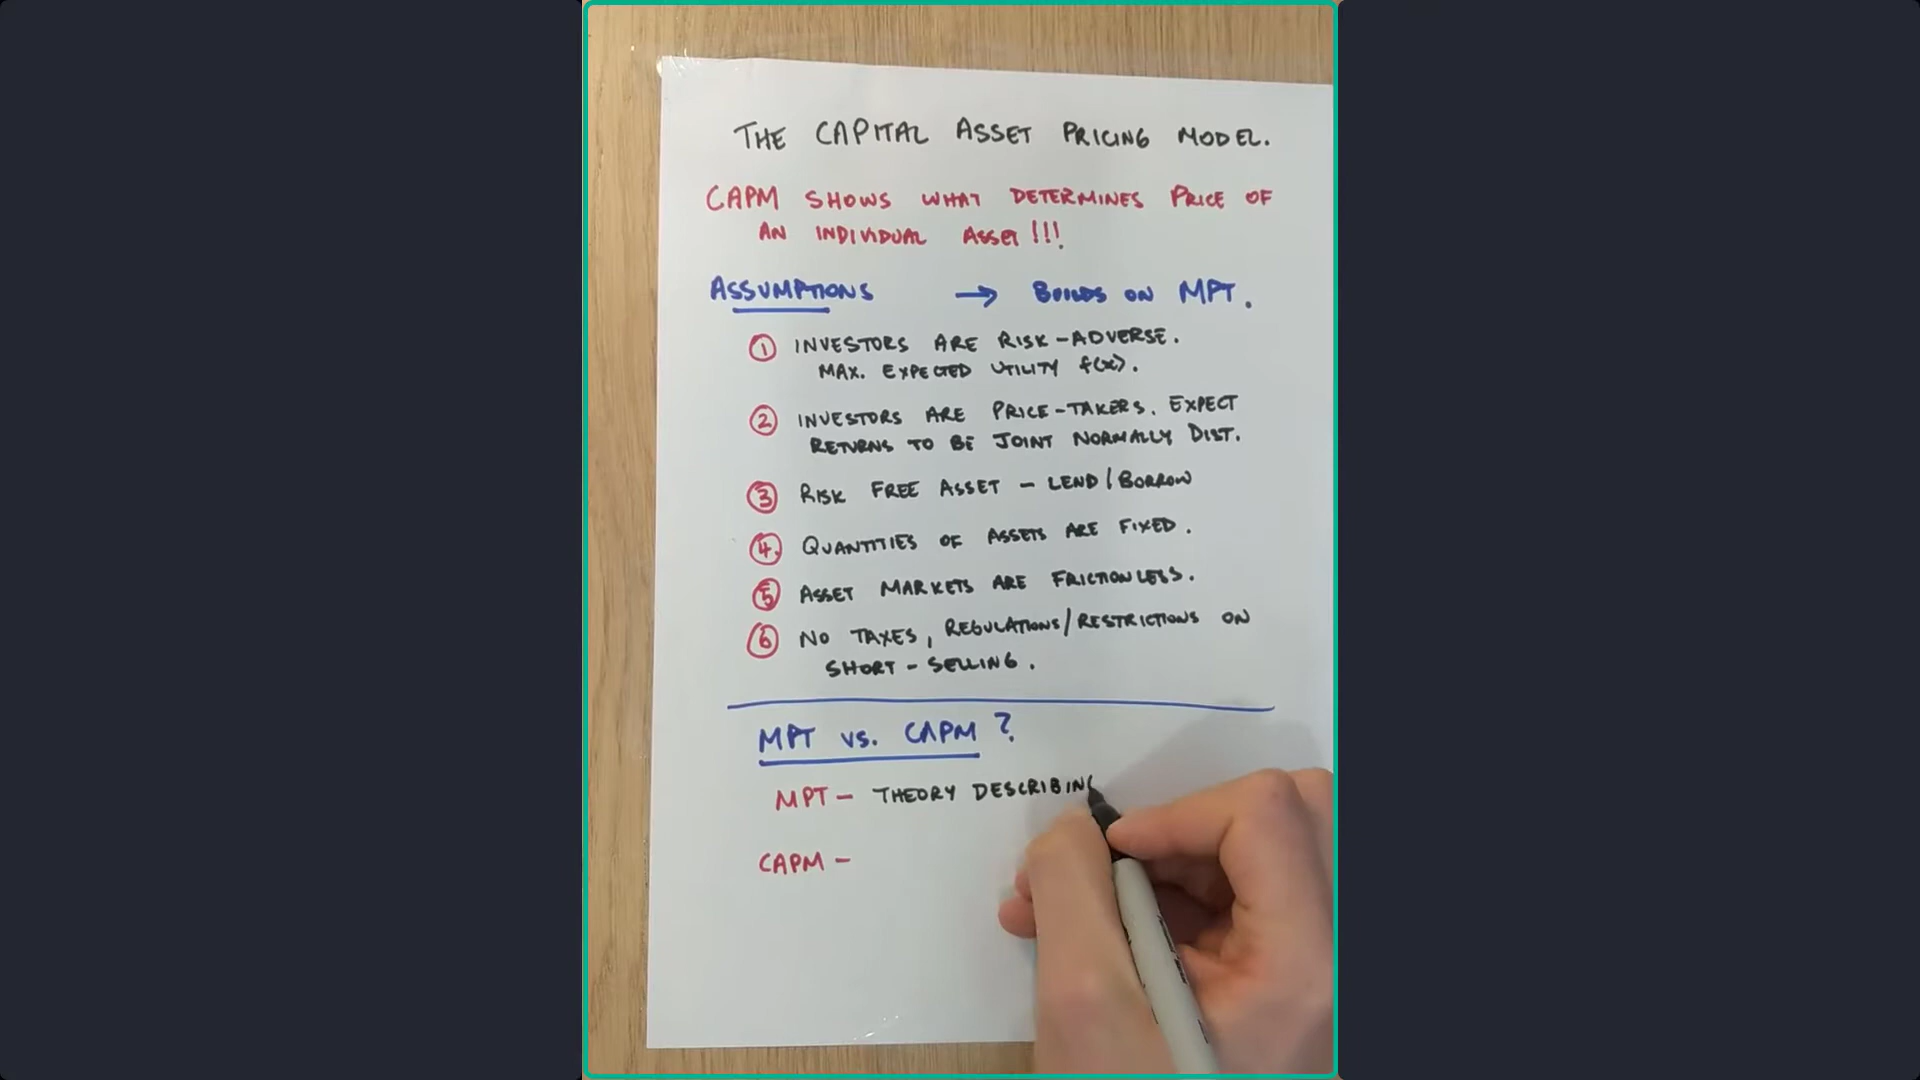 THE CAPITAL ASSET PRICING MODEL.
CAPM SHOWS WHAT DETERMINES PRICE OF
AN INDIVIDUAL ASSET!!!
ASSUMPTIONS → BUILDS ON MPT.
① INVESTORS ARE RISK-ADVERSE.
MAX. EXPECTED UTILITY f(x).
② INVESTORS ARE PRICE-TAKERS. EXPECT
RETURNS TO BE JOINT NORMALLY DIST.
③ RISK FREE ASSET - LEND/BORROW
④ QUANTITIES OF ASSETS ARE FIXED.
⑤ ASSET MARKETS ARE FRICTIONLESS.
⑥ NO TAXES, REGULATIONS/RESTRICTIONS ON
SHORT-SELLING.
MPT vs. CAPM?
MPT - THEORY DESCRIBING
CAPM -